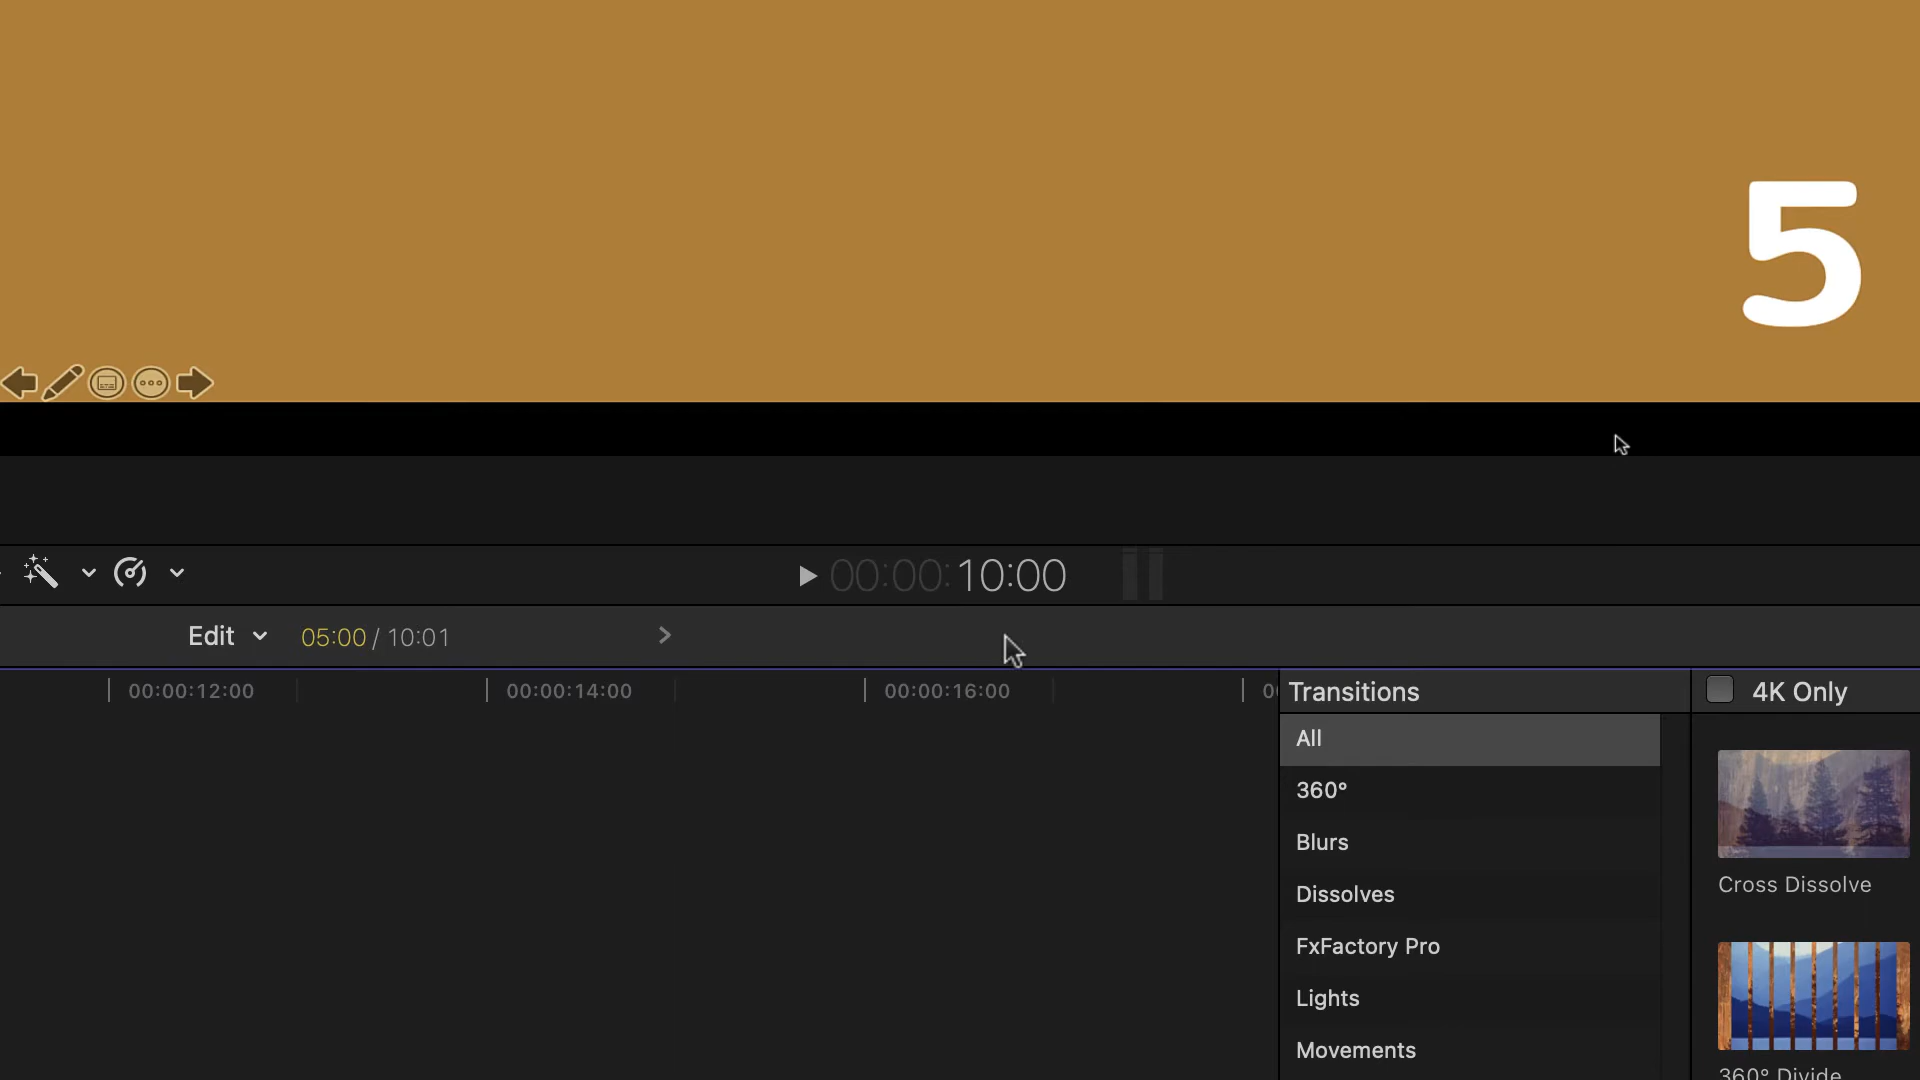 5
00:00:10:00
Edit
05:00 / 10:01
00:00:12:00
00:00:14:00
00:00:16:00
Transitions
4K Only
All
360°
Blurs
Dissolves
FxFactory Pro
Lights
Movements
Cross Dissolve
360° Divide